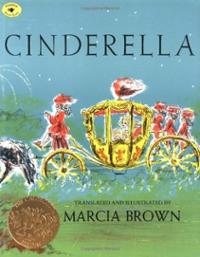 CINDERELLA
TRANSLATED AND ILLUSTRATED BY
MARCIA BROWN